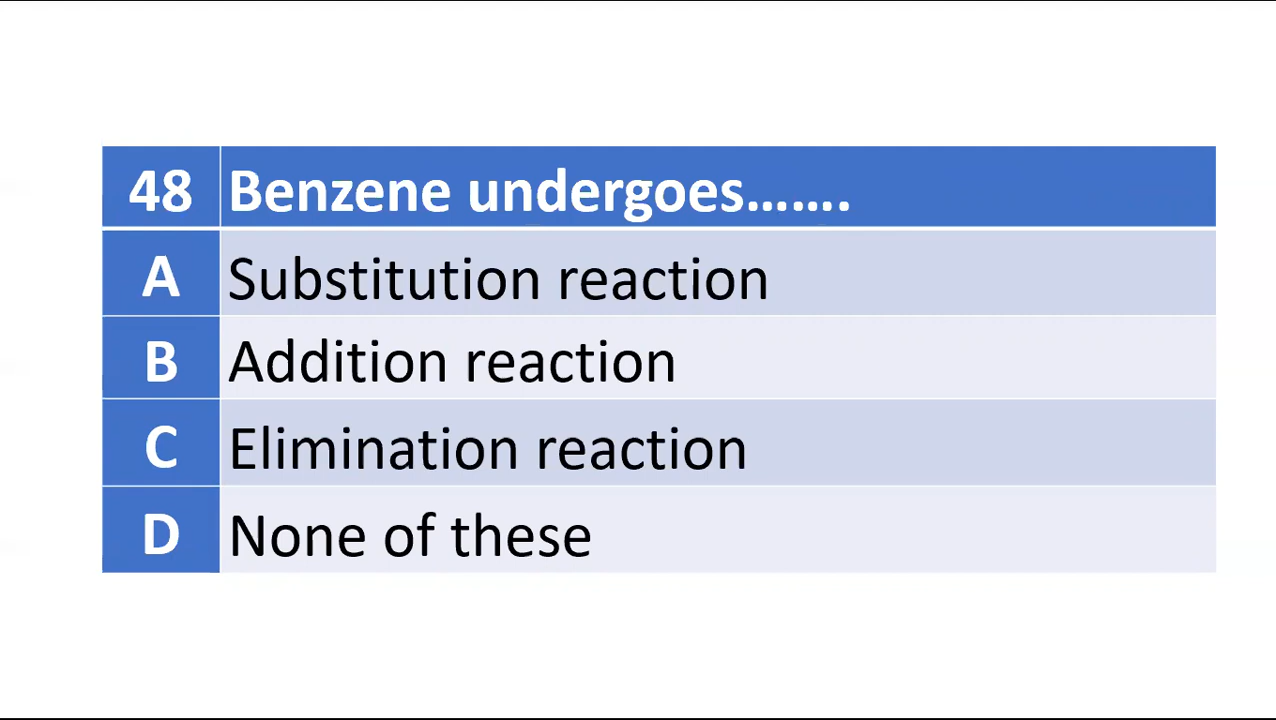 48 Benzene undergoes.......
A Substitution reaction
B Addition reaction
C Elimination reaction
D None of these